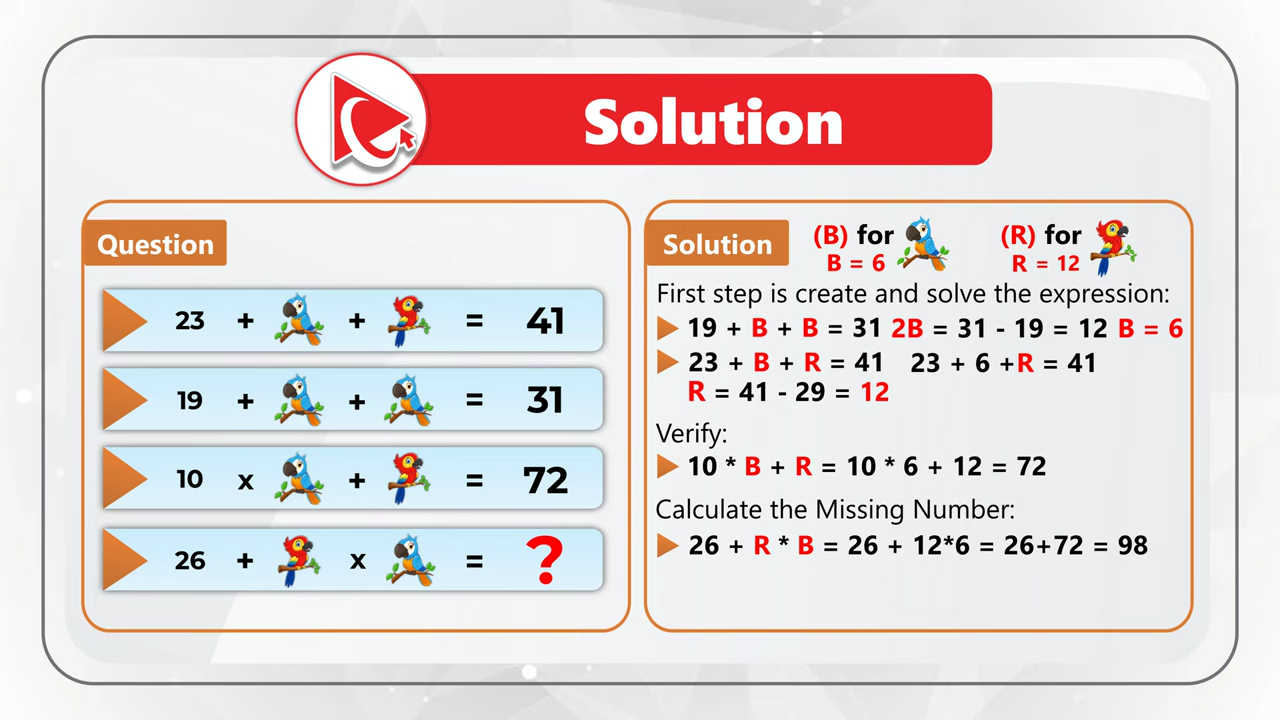 Solution
Question
23 + + = 41
19 + + = 31
10 x + = 72
26 + x = ?
Solution
(B) for
B = 6
(R) for
R = 12
First step is create and solve the expression:
19 + B + B = 31 2B = 31 - 19 = 12 B = 6
23 + B + R = 41 23 + 6 +R = 41
R = 41 - 29 = 12
Verify:
10 * B + R = 10 * 6 + 12 = 72
Calculate the Missing Number:
26 + R * B = 26 + 12*6 = 26+72 = 98